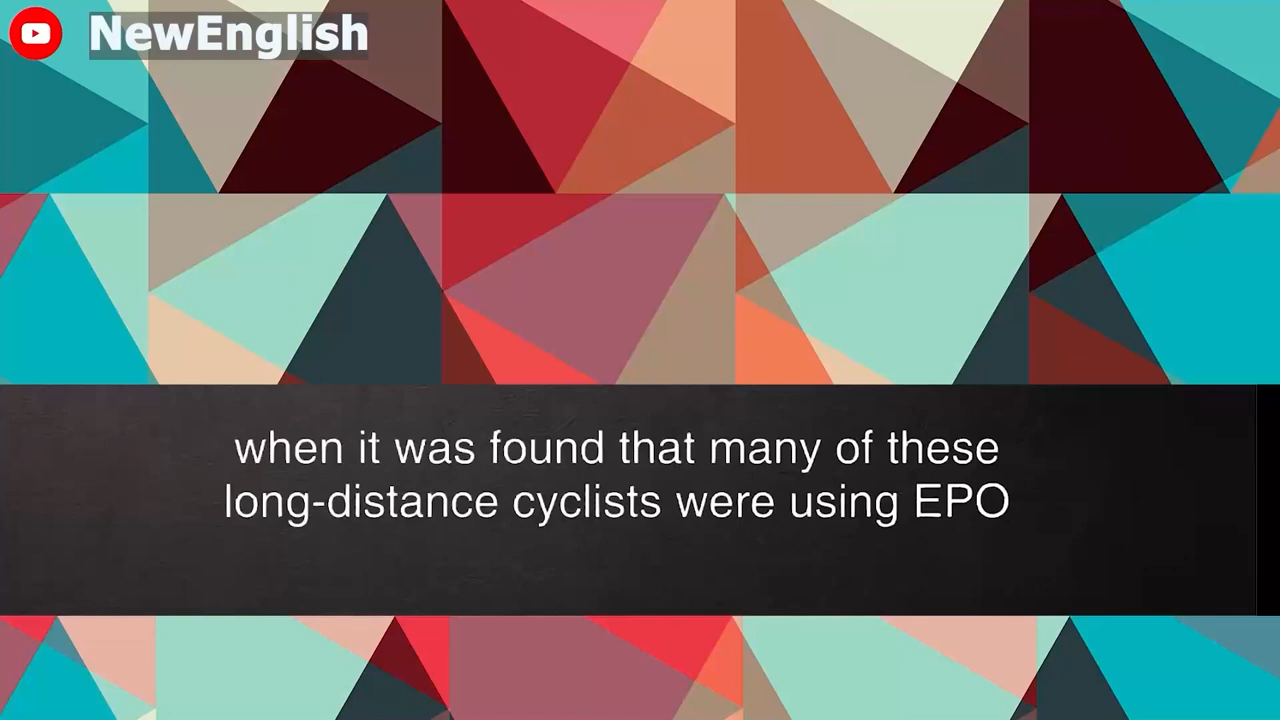 NewEnglish
when it was found that many of these
long-distance cyclists were using EPO